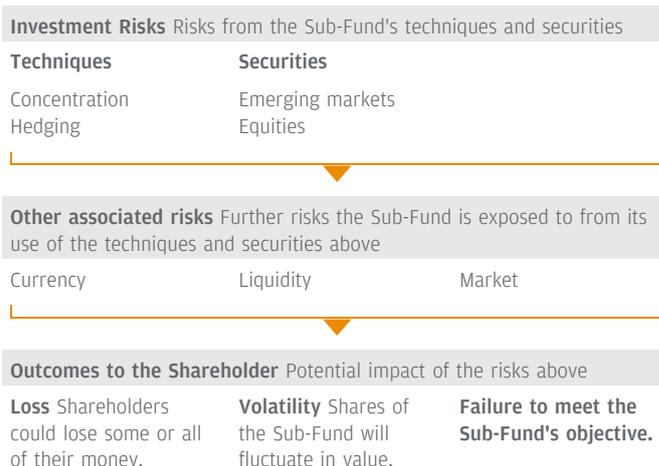 Investment Risks Risks from the Sub-Fund's techniques and securities
Techniques Securities
Concentration Emerging markets
Hedging Equities
Other associated risks Further risks the Sub-Fund is exposed to from its
use of the techniques and securities above
Currency Liquidity Market
Outcomes to the Shareholder Potential impact of the risks above
Loss Shareholders
could lose some or all
of their money.
Volatility Shares of
the Sub-Fund will
fluctuate in value.
Failure to meet the
Sub-Fund's objective.